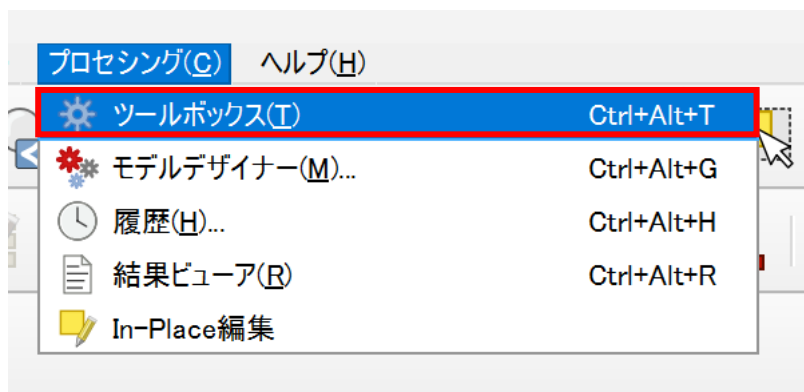 プロセシング(C) ヘルプ(H)
ツールボックス(T) Ctrl+Alt+T
モデルデザイナー(M)... Ctrl+Alt+G
履歴(H)... Ctrl+Alt+H
結果ビューア(R) Ctrl+Alt+R
In-Place編集